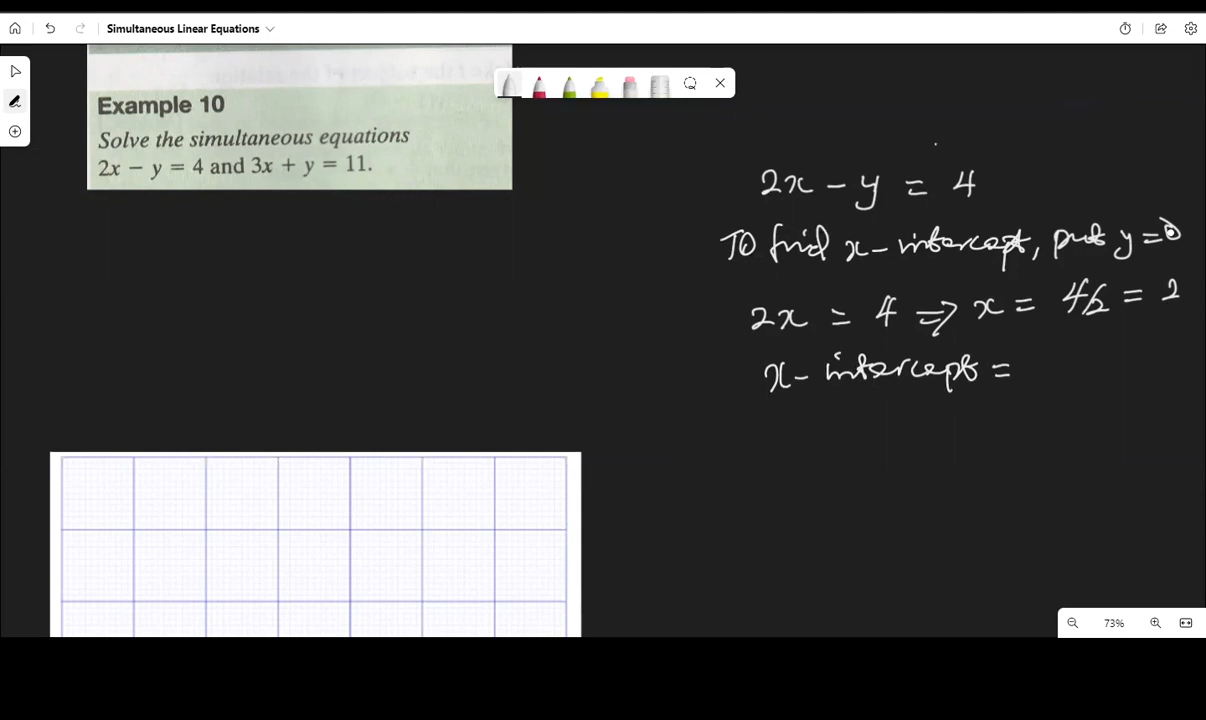 Simultaneous Linear Equations
Example 10
Solve the simultaneous equations
2x − y = 4 and 3x + y = 11.
2x - y = 4
To find x-intercept, put y=0
2x = 4 => x = 4/2 = 2
x-intercept =
73%